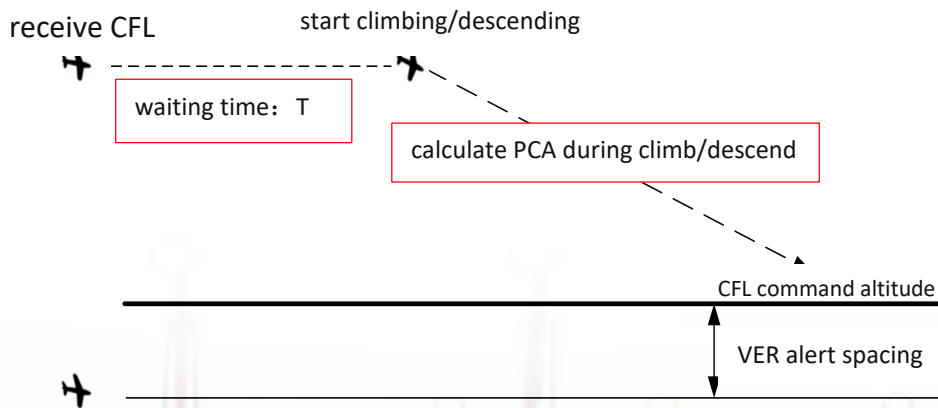 receive CFL
start climbing/descending
waiting time：T
calculate PCA during climb/descend
CFL command altitude
VER alert spacing